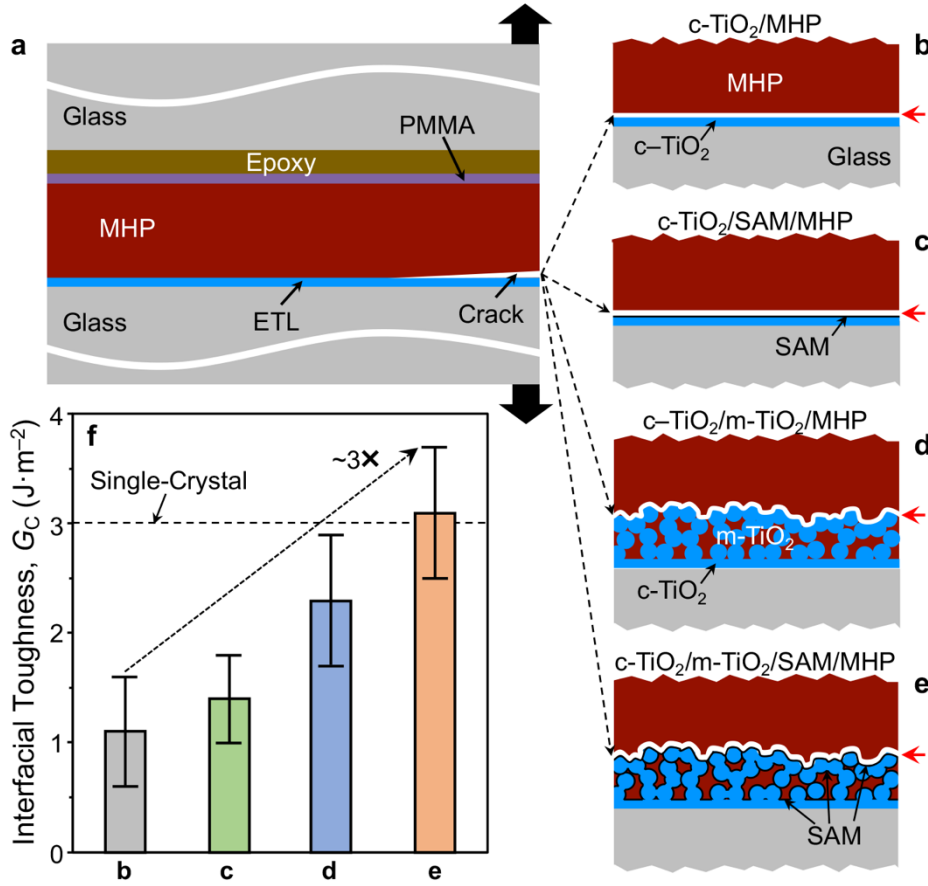 a
Glass
PMMA
Epoxy
MHP
ETL
Crack
Glass
c-TiO₂/MHP
b
MHP
c–TiO₂
Glass
c-TiO₂/SAM/MHP
c
SAM
c–TiO₂/m-TiO₂/MHP
d
m-TiO₂
c-TiO₂
c-TiO₂/m-TiO₂/SAM/MHP
e
SAM
f
Interfacial Toughness, G_C (J·m⁻²)
4
3
2
1
0
Single-Crystal
~3×
b c d e